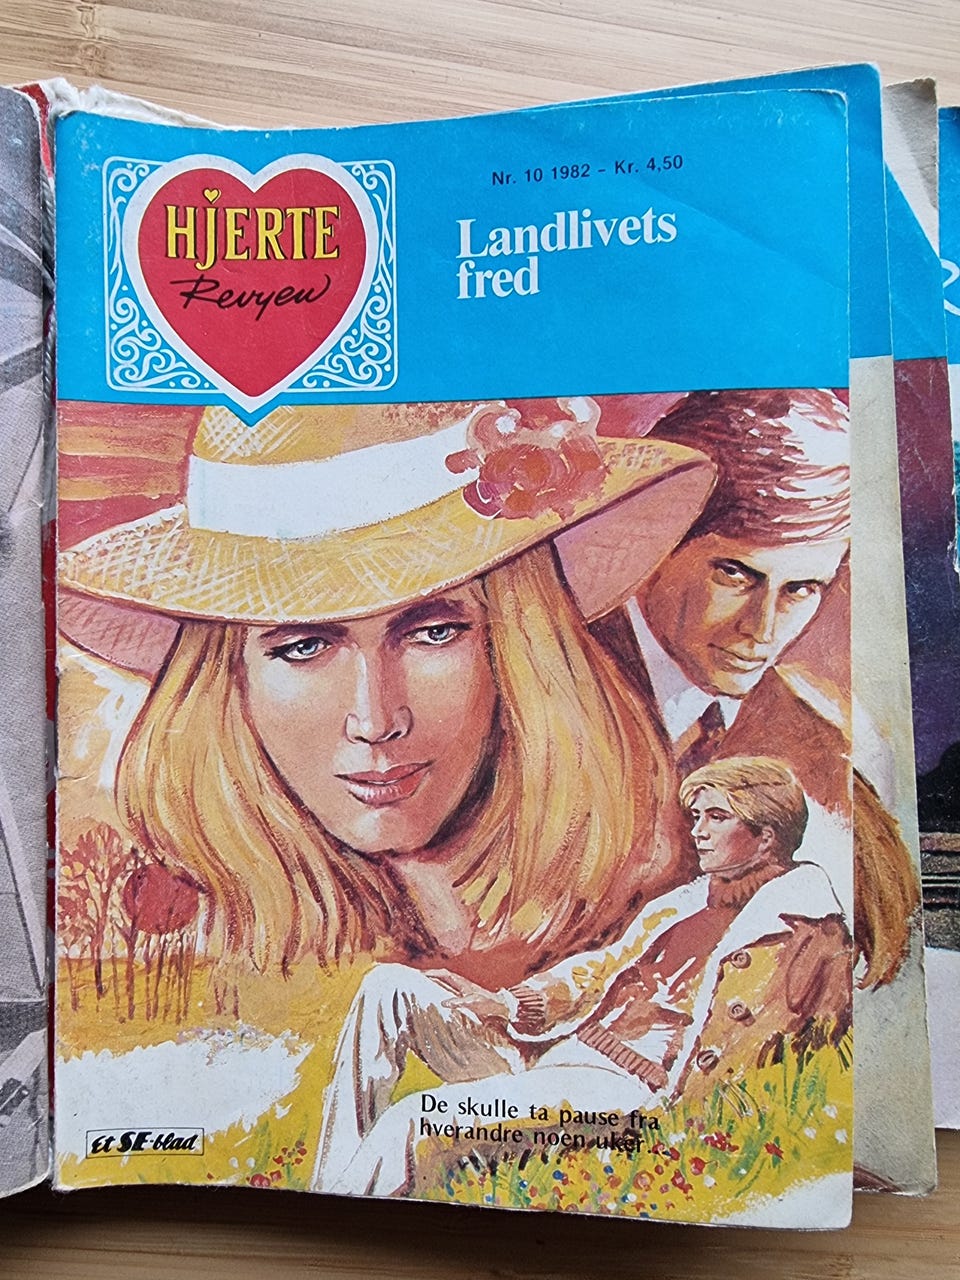 Nr. 10 1982 - Kr. 4,50
HJERTE
Revyen
Landlivets
fred
De skulle ta pause fra
hverandre noen uker...
Et SE-blad